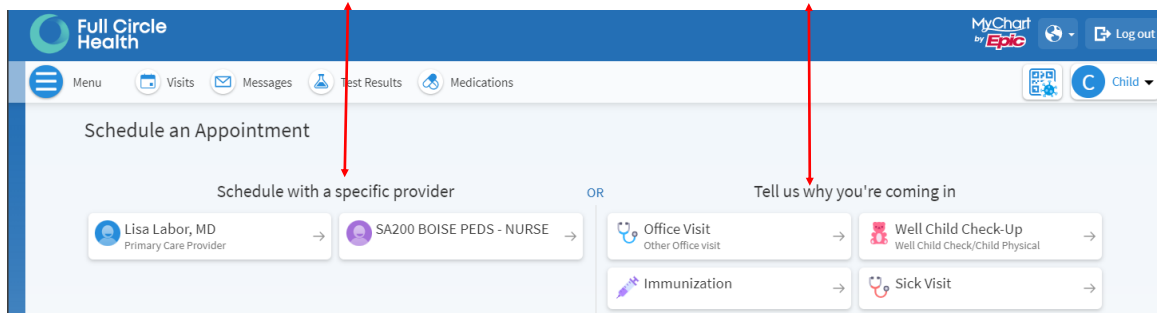 Full Circle
Health
MyChart
by Epic
Log out
Menu
Visits
Messages
Test Results
Medications
C
Child
Schedule an Appointment
Schedule with a specific provider
OR
Tell us why you're coming in
Lisa Labor, MD
Primary Care Provider
SA200 BOISE PEDS - NURSE
Office Visit
Other Office visit
Well Child Check-Up
Well Child Check/Child Physical
Immunization
Sick Visit